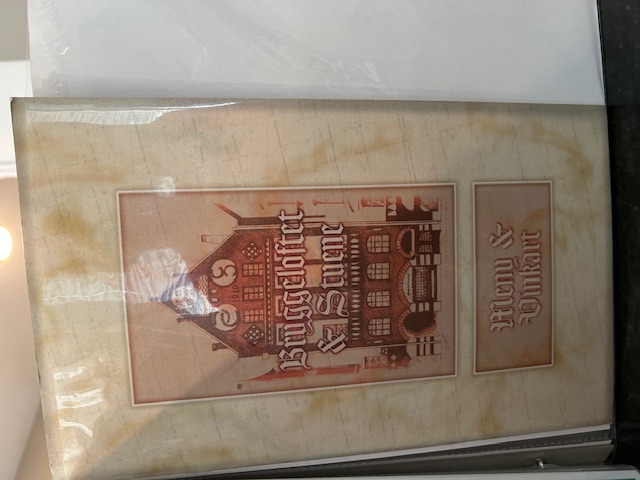 Bryggeloftet
& Stuene
Meny &
Vinkart